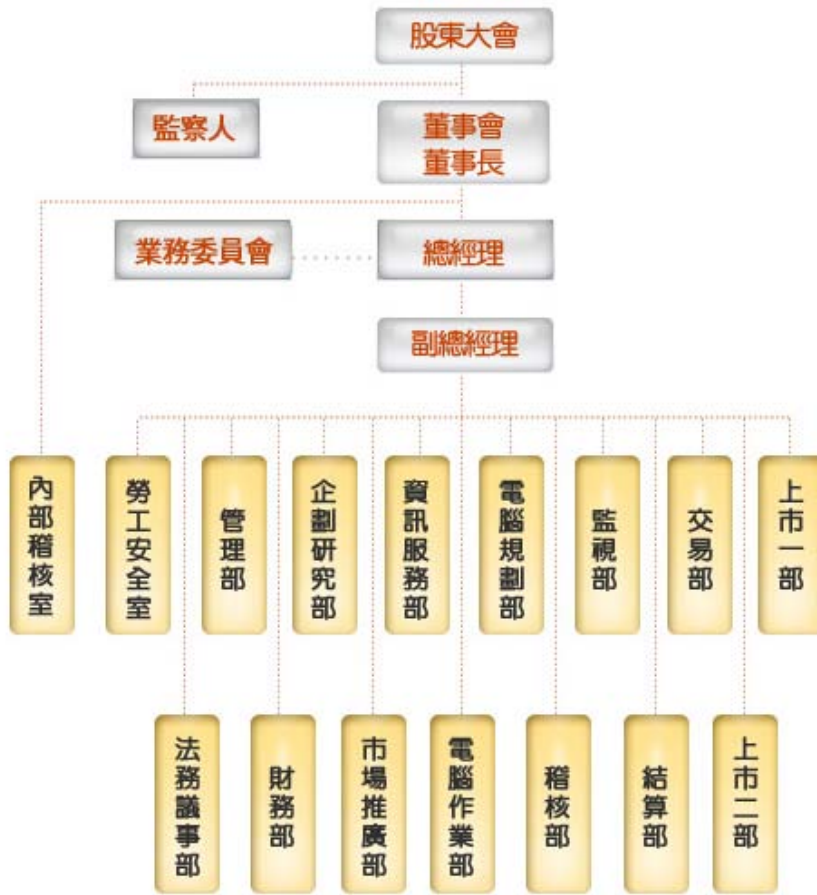 股東大會
監察人
董事會
董事長
業務委員會
總經理
副總經理
內部稽核室
勞工安全室
管理部
企劃研究部
資訊服務部
電腦規劃部
監視部
交易部
上市一部
法務議事部
財務部
市場推廣部
電腦作業部
稽核部
結算部
上市二部